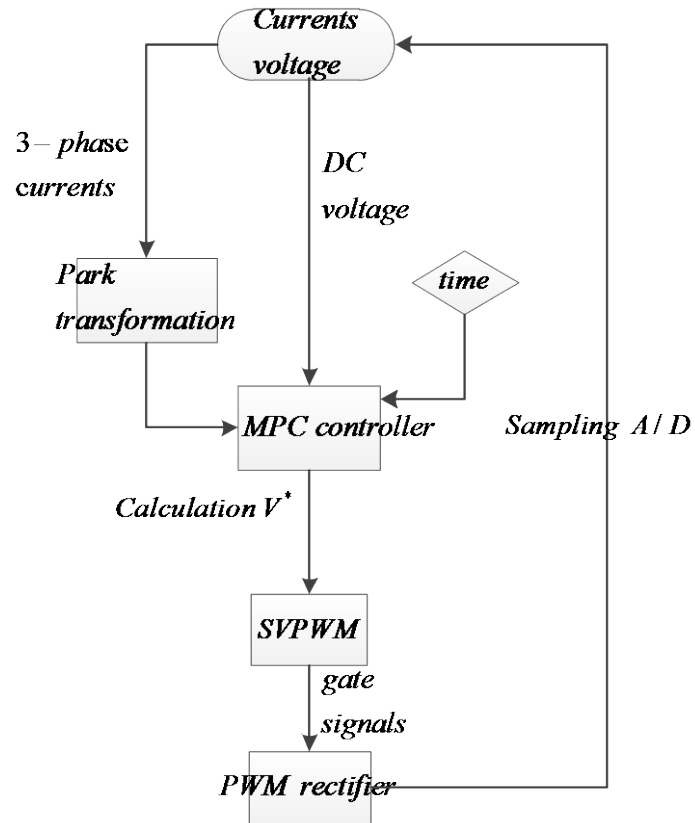 Currents
voltage
3 – phase
currents
DC
voltage
Park
transformation
time
MPC controller
Sampling A / D
Calculation V*
SVPWM
gate
signals
PWM rectifier